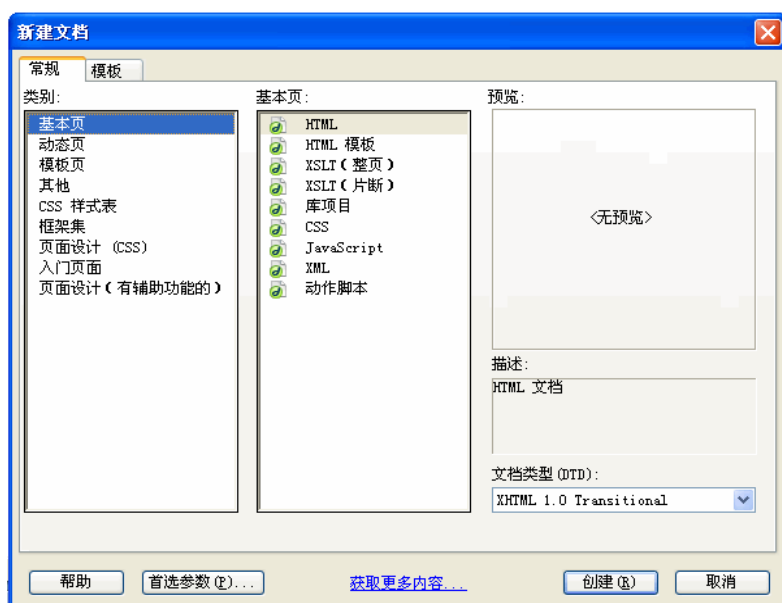 新建文档
常规
模板
类别:
基本页
动态页
模板页
其他
CSS 样式表
框架集
页面设计 (CSS)
入门页面
页面设计(有辅助功能的)
基本页:
HTML
HTML 模板
XSLT(整页)
XSLT(片断)
库项目
CSS
JavaScript
XML
动作脚本
预览:
<无预览>
描述:
HTML 文档
文档类型(DTD):
XHTML 1.0 Transitional
帮助
首选参数(P)...
获取更多内容...
创建(R)
取消